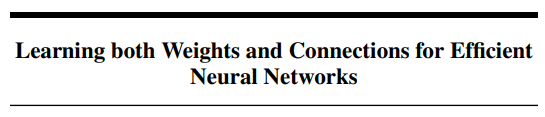 Learning both Weights and Connections for Efficient
Neural Networks